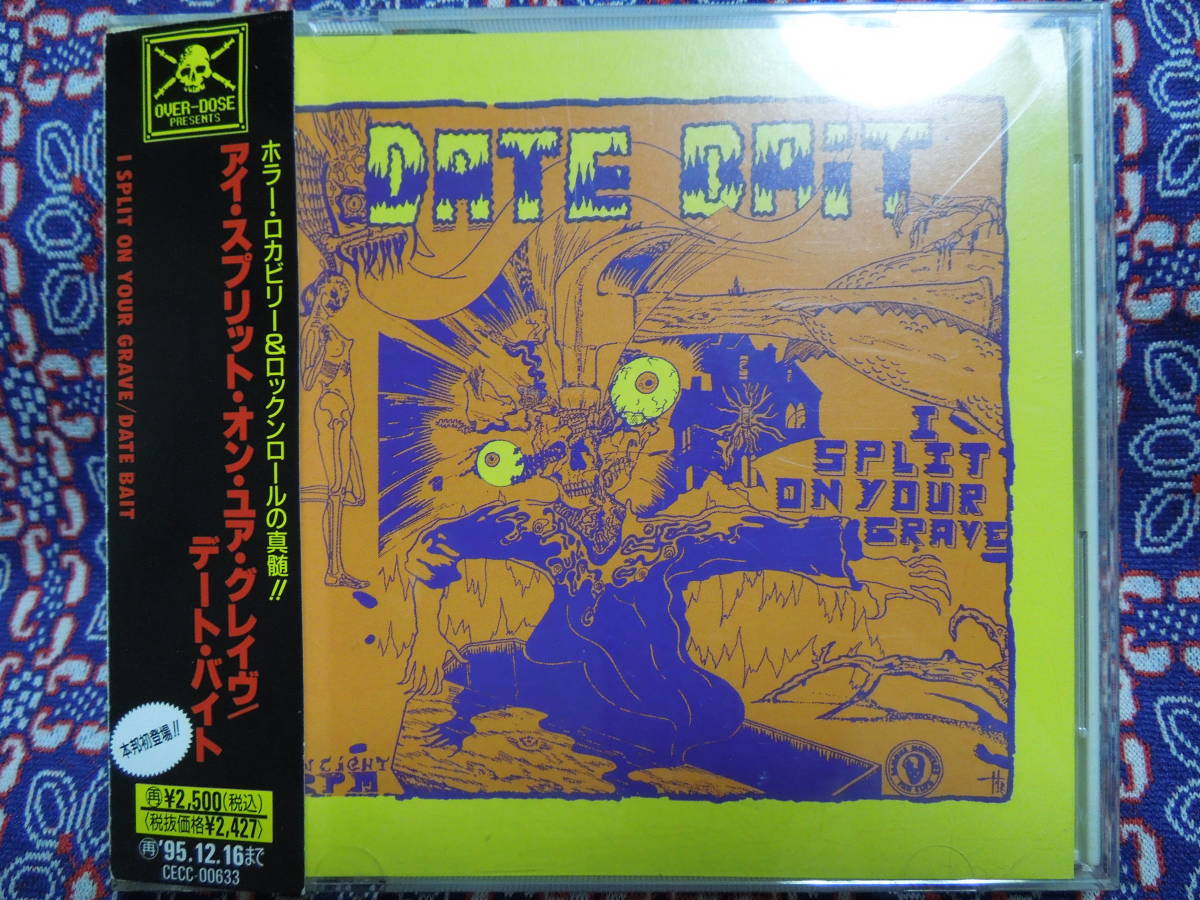 OVER-DOSE
PRESENTS
ホラー・ロカビリー&ロックンロールの真髄!!
アイ・スプリット・オン・ユア・グレイヴ/
デート・バイト
I SPLIT ON YOUR GRAVE/DATE BAIT
本邦初登場!!
再¥2,500(税込)
〈税抜価格¥2,427〉
再'95.12.16まで
CECC-00633
DATE BAiT
I
SPLIT
ON YOUR
GRAVE
RPM